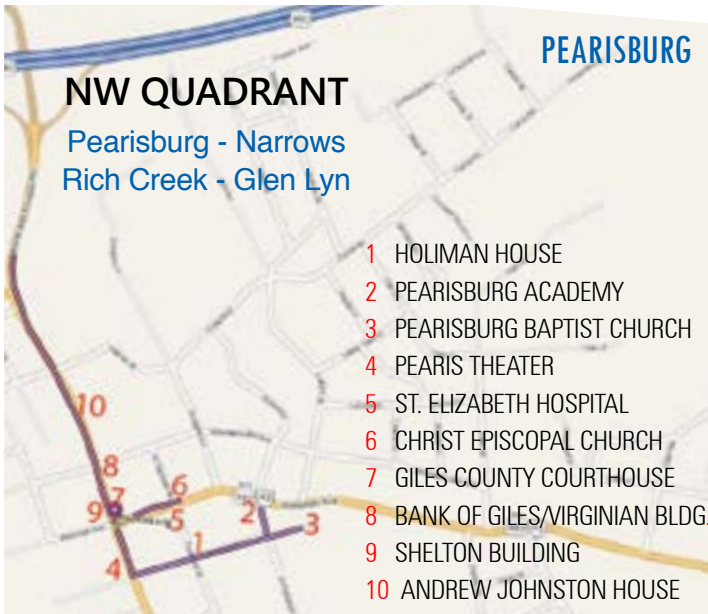 PEARISBURG
NW QUADRANT
Pearisburg - Narrows
Rich Creek - Glen Lyn
1 HOLIMAN HOUSE
2 PEARISBURG ACADEMY
3 PEARISBURG BAPTIST CHURCH
4 PEARIS THEATER
5 ST. ELIZABETH HOSPITAL
6 CHRIST EPISCOPAL CHURCH
7 GILES COUNTY COURTHOUSE
8 BANK OF GILES/VIRGINIAN BLDG.
9 SHELTON BUILDING
10 ANDREW JOHNSTON HOUSE
10
8
7
6
9
5
2
3
1
4